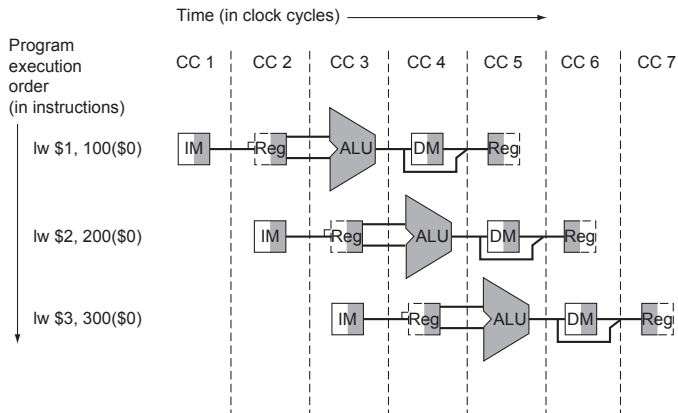 Time (in clock cycles)
Program
execution
order
(in instructions)
CC 1 CC 2 CC 3 CC 4 CC 5 CC 6 CC 7
lw $1, 100($0) IM Reg ALU DM Reg
lw $2, 200($0) IM Reg ALU DM Reg
lw $3, 300($0) IM Reg ALU DM Reg